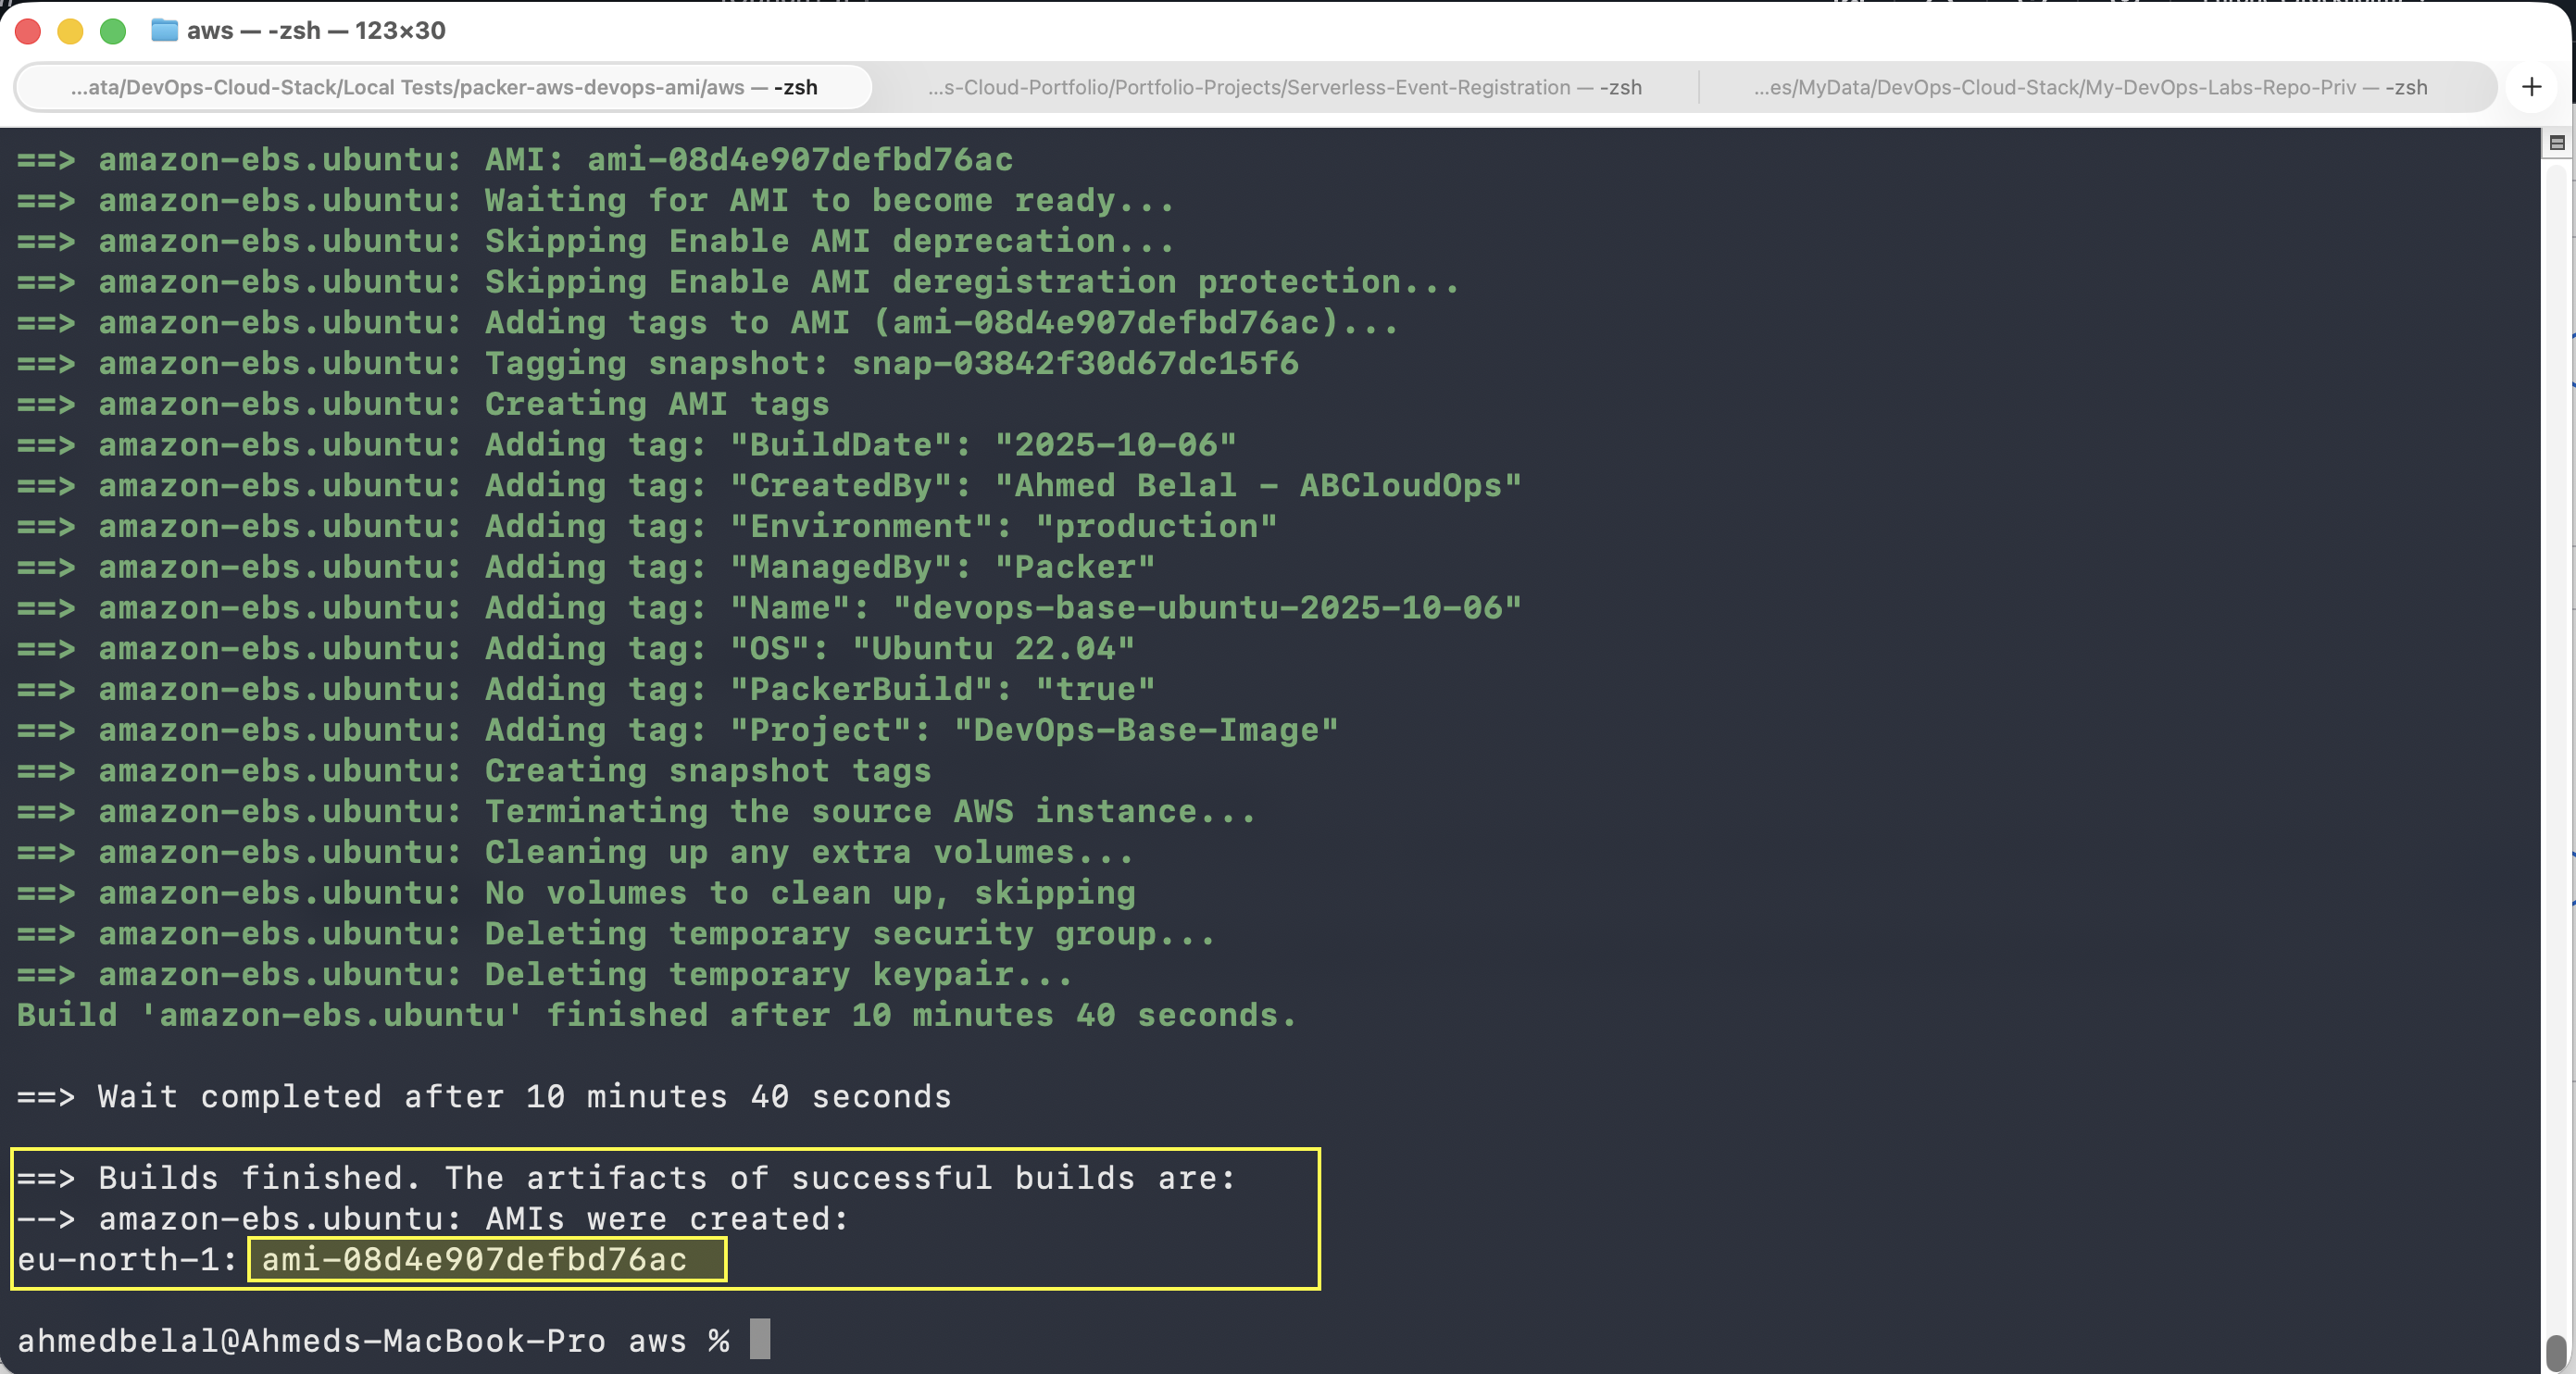 aws — -zsh — 123×30
...ata/DevOps-Cloud-Stack/Local Tests/packer-aws-devops-ami/aws — -zsh
...s-Cloud-Portfolio/Portfolio-Projects/Serverless-Event-Registration — -zsh
...es/MyData/DevOps-Cloud-Stack/My-DevOps-Labs-Repo-Priv — -zsh
+
==> amazon-ebs.ubuntu: AMI: ami-08d4e907defbd76ac
==> amazon-ebs.ubuntu: Waiting for AMI to become ready...
==> amazon-ebs.ubuntu: Skipping Enable AMI deprecation...
==> amazon-ebs.ubuntu: Skipping Enable AMI deregistration protection...
==> amazon-ebs.ubuntu: Adding tags to AMI (ami-08d4e907defbd76ac)...
==> amazon-ebs.ubuntu: Tagging snapshot: snap-03842f30d67dc15f6
==> amazon-ebs.ubuntu: Creating AMI tags
==> amazon-ebs.ubuntu: Adding tag: "BuildDate": "2025-10-06"
==> amazon-ebs.ubuntu: Adding tag: "CreatedBy": "Ahmed Belal - ABCloudOps"
==> amazon-ebs.ubuntu: Adding tag: "Environment": "production"
==> amazon-ebs.ubuntu: Adding tag: "ManagedBy": "Packer"
==> amazon-ebs.ubuntu: Adding tag: "Name": "devops-base-ubuntu-2025-10-06"
==> amazon-ebs.ubuntu: Adding tag: "OS": "Ubuntu 22.04"
==> amazon-ebs.ubuntu: Adding tag: "PackerBuild": "true"
==> amazon-ebs.ubuntu: Adding tag: "Project": "DevOps-Base-Image"
==> amazon-ebs.ubuntu: Creating snapshot tags
==> amazon-ebs.ubuntu: Terminating the source AWS instance...
==> amazon-ebs.ubuntu: Cleaning up any extra volumes...
==> amazon-ebs.ubuntu: No volumes to clean up, skipping
==> amazon-ebs.ubuntu: Deleting temporary security group...
==> amazon-ebs.ubuntu: Deleting temporary keypair...
Build 'amazon-ebs.ubuntu' finished after 10 minutes 40 seconds.
==> Wait completed after 10 minutes 40 seconds
==> Builds finished. The artifacts of successful builds are:
--> amazon-ebs.ubuntu: AMIs were created:
eu-north-1: ami-08d4e907defbd76ac
ahmedbelal@Ahmeds-MacBook-Pro aws %